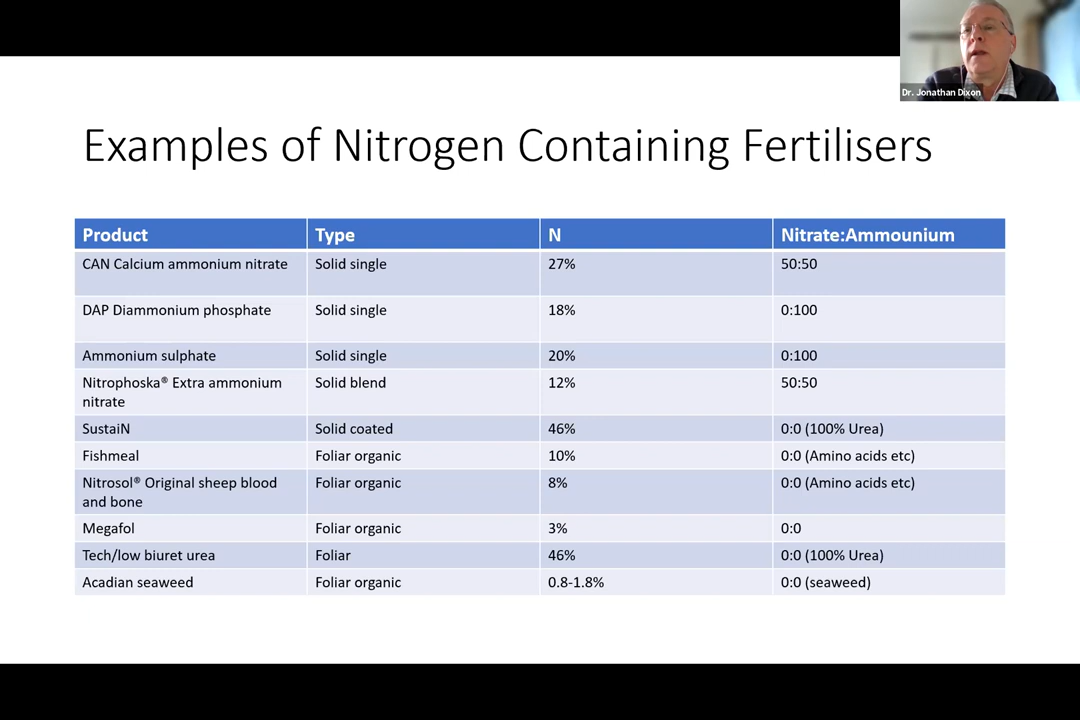 Dr. Jonathan Dixon
Examples of Nitrogen Containing Fertilisers
Product Type N Nitrate:Ammounium
CAN Calcium ammonium nitrate Solid single 27% 50:50
DAP Diammonium phosphate Solid single 18% 0:100
Ammonium sulphate Solid single 20% 0:100
Nitrophoska® Extra ammonium Solid blend 12% 50:50
nitrate
SustaiN Solid coated 46% 0:0 (100% Urea)
Fishmeal Foliar organic 10% 0:0 (Amino acids etc)
Nitrosol® Original sheep blood Foliar organic 8% 0:0 (Amino acids etc)
and bone
Megafol Foliar organic 3% 0:0
Tech/low biuret urea Foliar 46% 0:0 (100% Urea)
Acadian seaweed Foliar organic 0.8-1.8% 0:0 (seaweed)